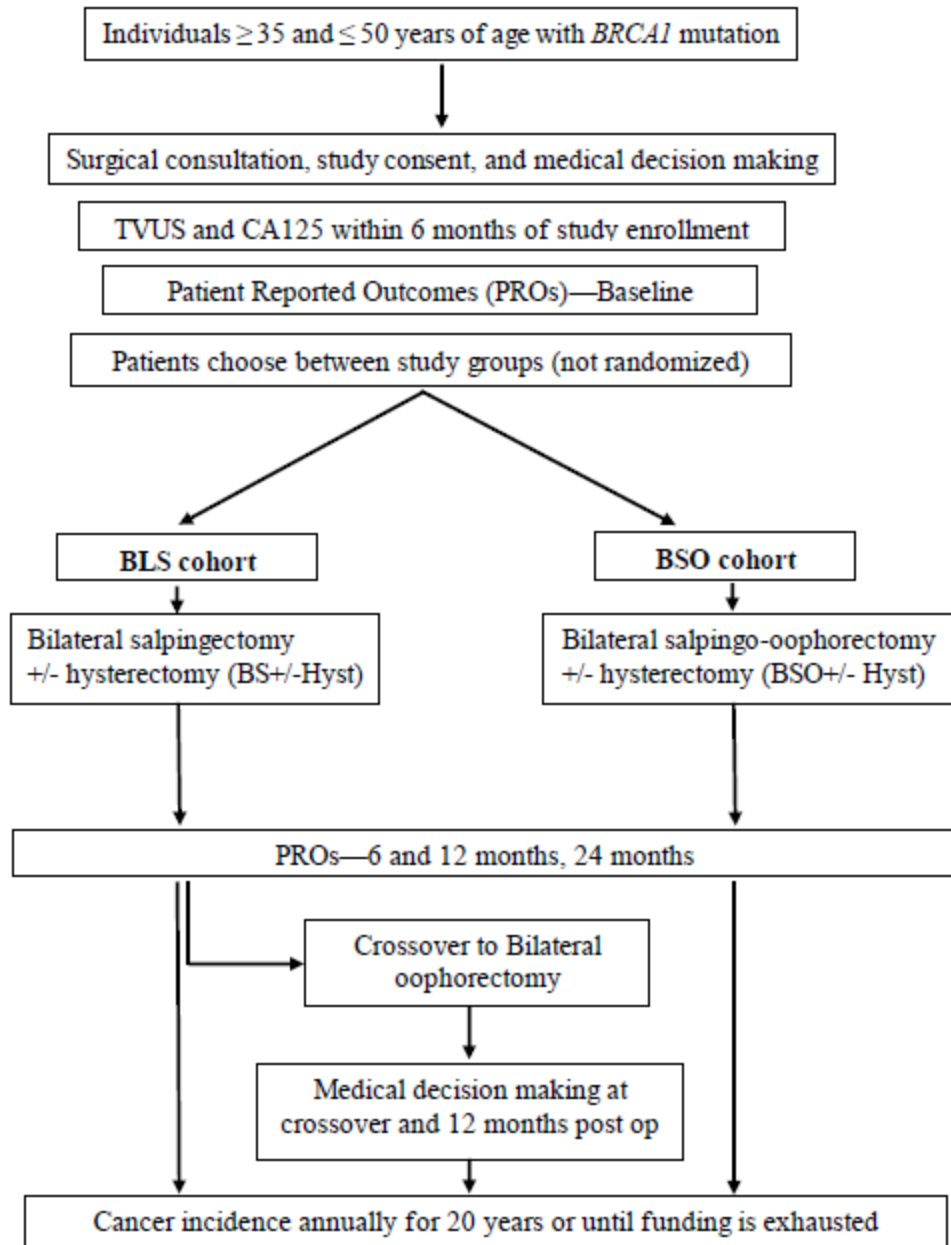 Individuals ≥ 35 and ≤ 50 years of age with BRCA1 mutation
Surgical consultation, study consent, and medical decision making
TVUS and CA125 within 6 months of study enrollment
Patient Reported Outcomes (PROs)—Baseline
Patients choose between study groups (not randomized)
BLS cohort
BSO cohort
Bilateral salpingectomy
+/- hysterectomy (BS+/-Hyst)
Bilateral salpingo-oophorectomy
+/- hysterectomy (BSO+/- Hyst)
PROs—6 and 12 months, 24 months
Crossover to Bilateral
oophorectomy
Medical decision making at
crossover and 12 months post op
Cancer incidence annually for 20 years or until funding is exhausted